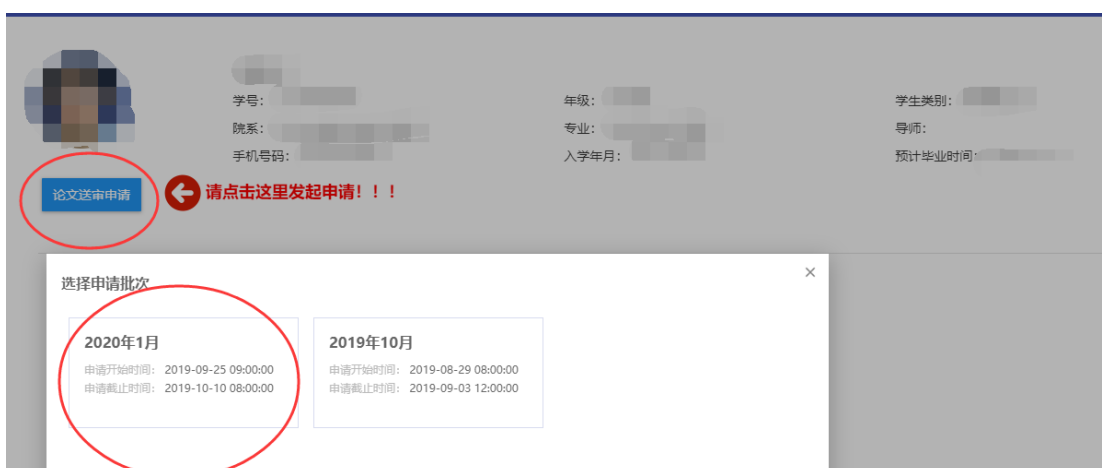 学号：
年级：
学生类别：
院系：
专业：
导师：
手机号码：
入学年月：
预计毕业时间：
论文送审申请
请点击这里发起申请！！！
选择申请批次
×
2020年1月
申请开始时间： 2019-09-25 09:00:00
申请截止时间： 2019-10-10 08:00:00
2019年10月
申请开始时间： 2019-08-29 08:00:00
申请截止时间： 2019-09-03 12:00:00